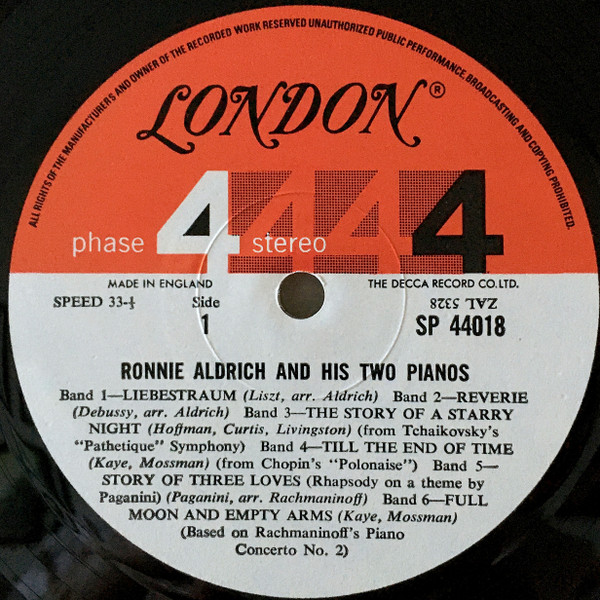 ALL RIGHTS OF THE MANUFACTURERS AND OWNER OF THE RECORDED WORK RESERVED UNAUTHORIZED PUBLIC PERFORMANCE, BROADCASTING AND COPYING PROHIBITED.
LONDON®
phase 4 stereo 4 4 4
MADE IN ENGLAND THE DECCA RECORD CO. LTD.
SPEED 33-⅓ Side ZAL 5328
1 SP 44018
RONNIE ALDRICH AND HIS TWO PIANOS
Band 1—LIEBESTRAUM (Liszt, arr. Aldrich) Band 2—REVERIE
(Debussy, arr. Aldrich) Band 3—THE STORY OF A STARRY
NIGHT (Hoffman, Curtis, Livingston) (from Tchaikovsky's
"Pathetique" Symphony) Band 4—TILL THE END OF TIME
(Kaye, Mossman) (from Chopin's "Polonaise") Band 5—
STORY OF THREE LOVES (Rhapsody on a theme by
Paganini) (Paganini, arr. Rachmaninoff) Band 6—FULL
MOON AND EMPTY ARMS (Kaye, Mossman)
(Based on Rachmaninoff's Piano
Concerto No. 2)